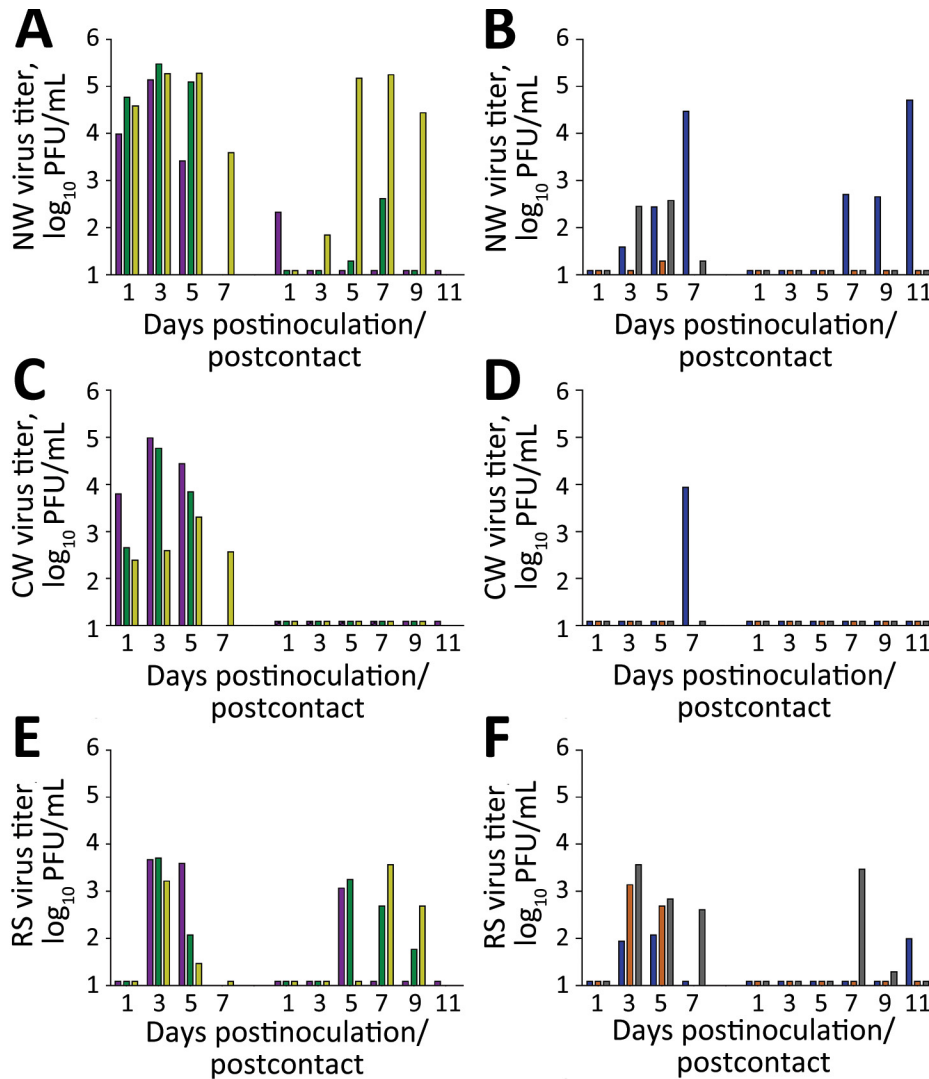 A
NW virus titer,
log10 PFU/mL
6
5
4
3
2
1
1 3 5 7 1 3 5 7 9 11
Days postinoculation/
postcontact
B
NW virus titer,
log10 PFU/mL
6
5
4
3
2
1
1 3 5 7 1 3 5 7 9 11
Days postinoculation/
postcontact
C
CW virus titer,
log10 PFU/mL
6
5
4
3
2
1
1 3 5 7 1 3 5 7 9 11
Days postinoculation/
postcontact
D
CW virus titer,
log10 PFU/mL
6
5
4
3
2
1
1 3 5 7 1 3 5 7 9 11
Days postinoculation/
postcontact
E
RS virus titer
log10 PFU/mL
6
5
4
3
2
1
1 3 5 7 1 3 5 7 9 11
Days postinoculation/
postcontact
F
RS virus titer
log10 PFU/mL
6
5
4
3
2
1
1 3 5 7 1 3 5 7 9 11
Days postinoculation/
postcontact